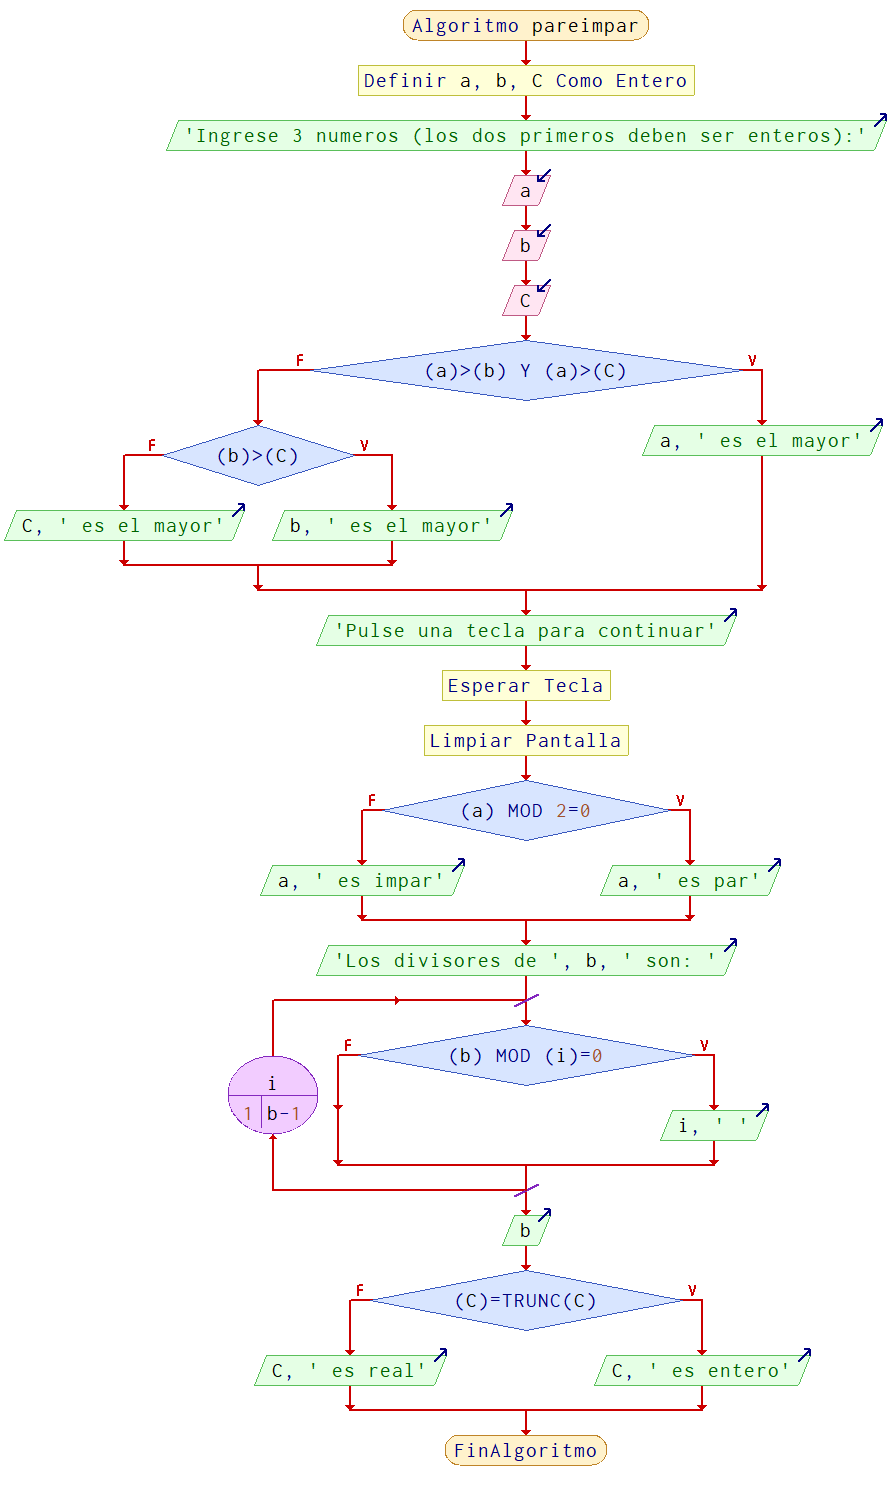 Algoritmo pareimpar
Definir a, b, C Como Entero
'Ingrese 3 numeros (los dos primeros deben ser enteros):'
a
b
C
F
V
(a)>(b) Y (a)>(C)
a, ' es el mayor'
F
V
(b)>(C)
C, ' es el mayor'
b, ' es el mayor'
'Pulse una tecla para continuar'
Esperar Tecla
Limpiar Pantalla
F
V
(a) MOD 2=0
a, ' es impar'
a, ' es par'
'Los divisores de ', b, ' son: '
F
V
(b) MOD (i)=0
i
1 b-1
i, ' '
b
F
V
(C)=TRUNC(C)
C, ' es real'
C, ' es entero'
FinAlgoritmo